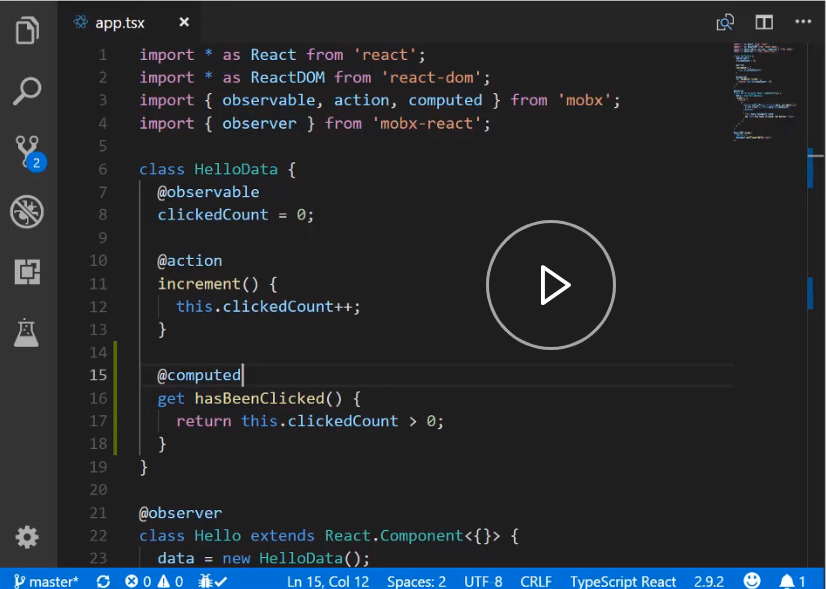 app.tsx
1 import * as React from 'react';
2 import * as ReactDOM from 'react-dom';
3 import { observable, action, computed } from 'mobx';
4 import { observer } from 'mobx-react';
5
6 class HelloData {
7 @observable
8 clickedCount = 0;
9
10 @action
11 increment() {
12 this.clickedCount++;
13 }
14
15 @computed
16 get hasBeenClicked() {
17 return this.clickedCount > 0;
18 }
19 }
20
21 @observer
22 class Hello extends React.Component<{}> {
23 data = new HelloData();
2
master* 0 0 Ln 15, Col 12 Spaces: 2 UTF-8 CRLF TypeScript React 2.9.2 1